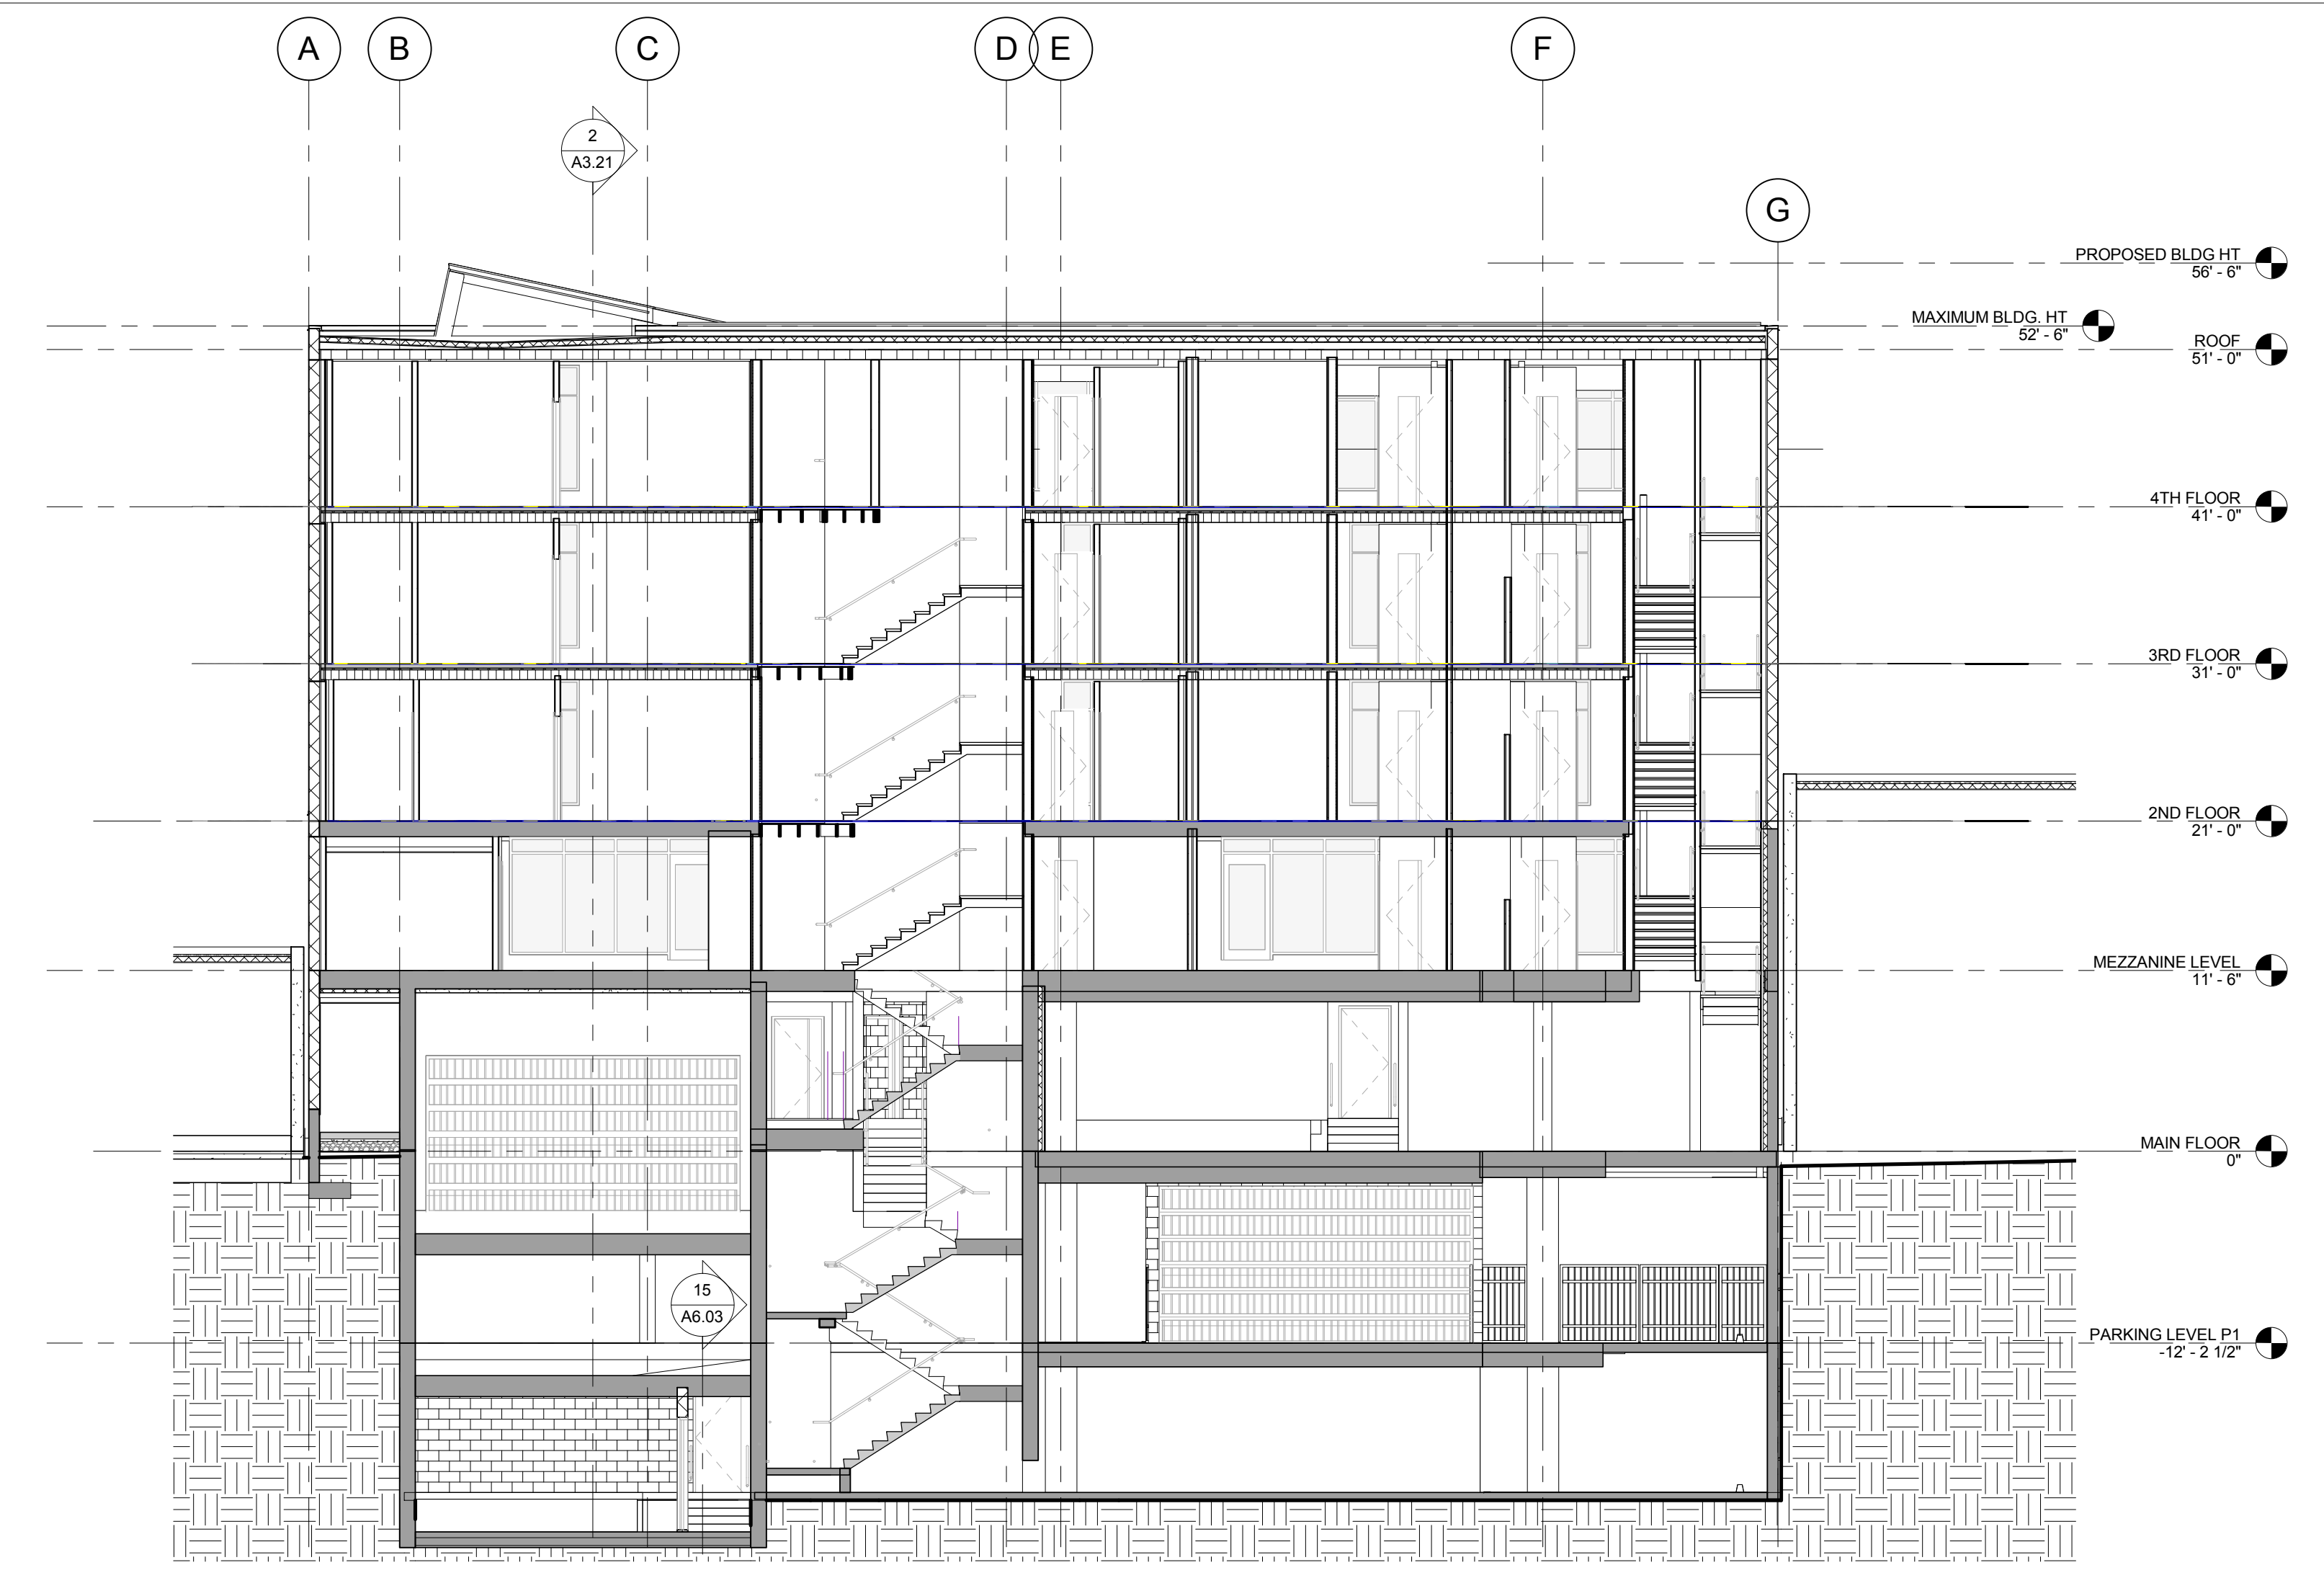 A
B
C
D
E
F
2
A3.21
G
PROPOSED BLDG HT
56' - 6"
MAXIMUM BLDG. HT
52' - 6"
ROOF
51' - 0"
4TH FLOOR
41' - 0"
3RD FLOOR
31' - 0"
2ND FLOOR
21' - 0"
MEZZANINE LEVEL
11' - 6"
MAIN FLOOR
0"
15
A6.03
PARKING LEVEL P1
-12' - 2 1/2"